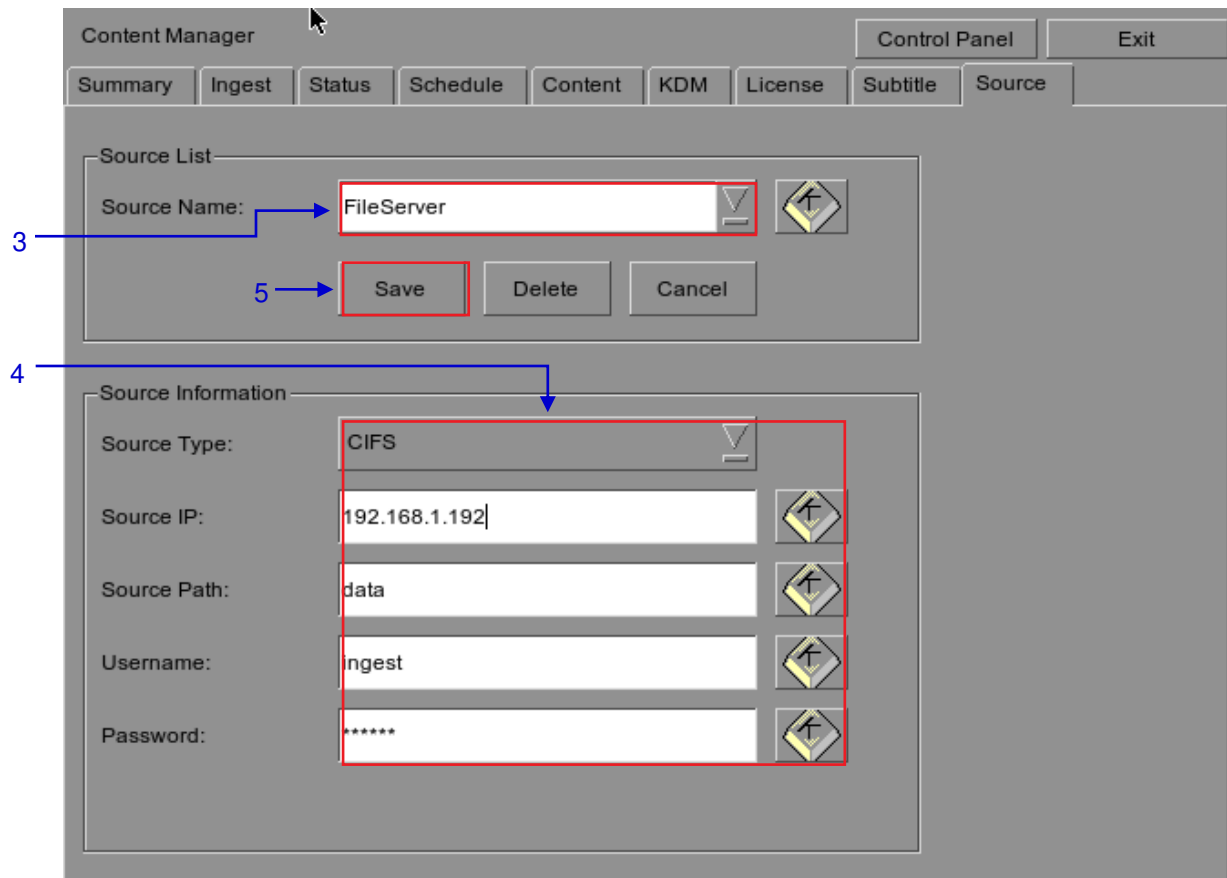 Content Manager Control Panel Exit
Summary Ingest Status Schedule Content KDM License Subtitle Source
Source List
Source Name: FileServer
3
5 Save Delete Cancel
4
Source Information
Source Type: CIFS
Source IP: 192.168.1.192
Source Path: data
Username: ingest
Password: ******